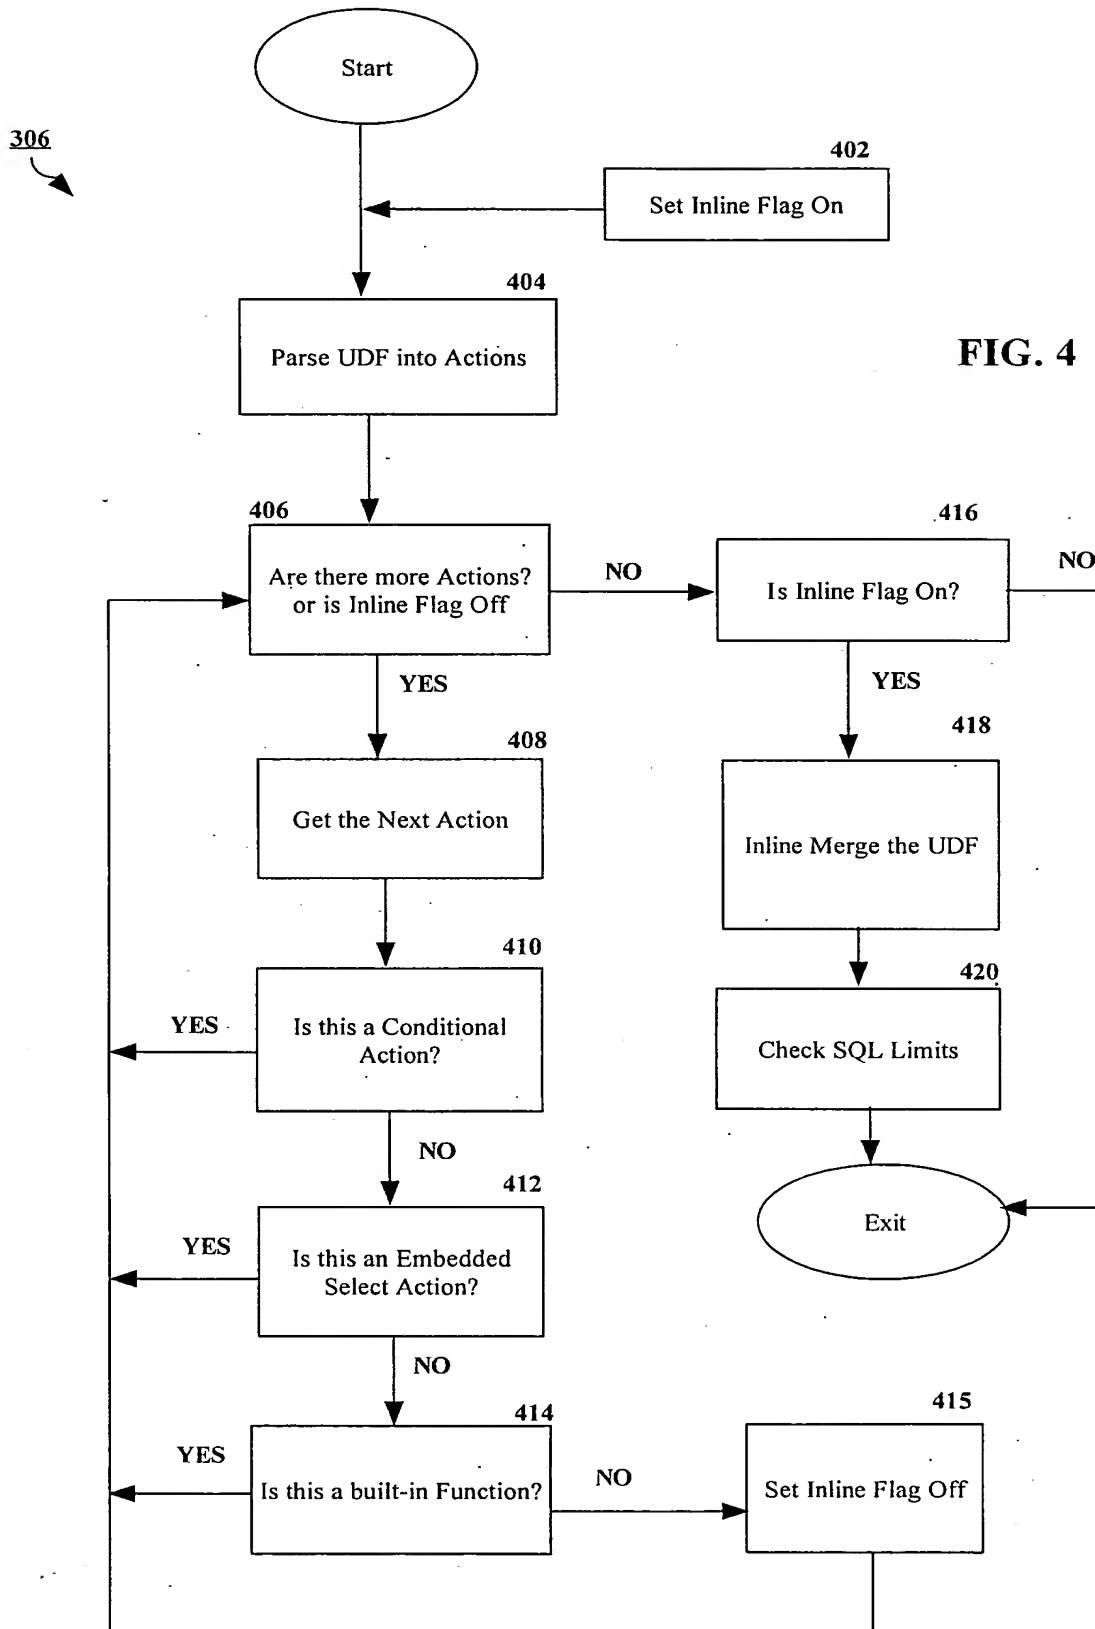 Start
306
402
Set Inline Flag On
404
Parse UDF into Actions
FIG. 4
406
Are there more Actions?
or is Inline Flag Off
NO
416
Is Inline Flag On?
NO
YES
YES
408
Get the Next Action
418
Inline Merge the UDF
410
Is this a Conditional
Action?
YES
420
Check SQL Limits
NO
412
Is this an Embedded
Select Action?
YES
Exit
NO
414
Is this a built-in Function?
YES
NO
415
Set Inline Flag Off